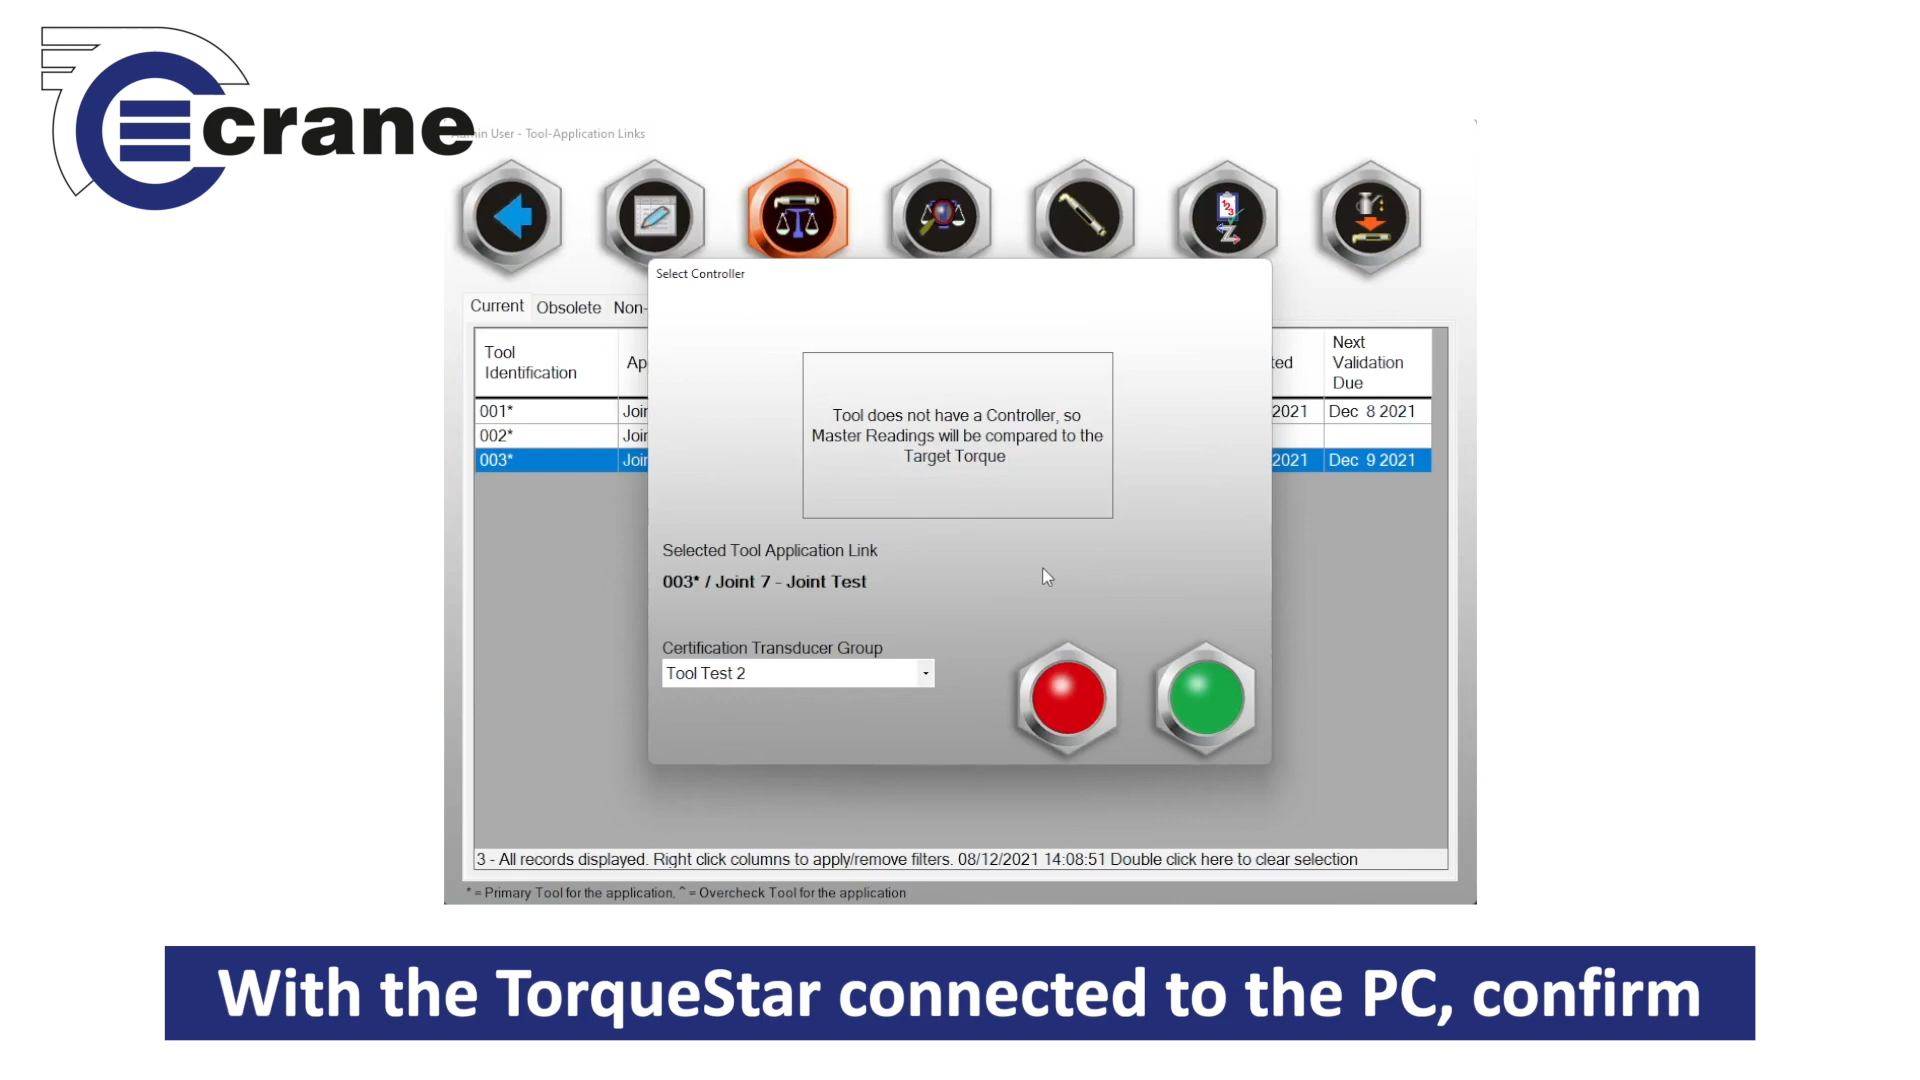 crane
min User - Tool-Application Links
Select Controller
Current Obsolete Non-
Tool
Identification
Ap
ted
Next
Validation
Due
Tool does not have a Controller, so
Master Readings will be compared to the
Target Torque
001* Join 2021 Dec 8 2021
002* Join
003* Join 2021 Dec 9 2021
Selected Tool Application Link
003* / Joint 7 - Joint Test
Certification Transducer Group
Tool Test 2
3 - All records displayed. Right click columns to apply/remove filters. 08/12/2021 14:08:51 Double click here to clear selection
* = Primary Tool for the application, ^ = Overcheck Tool for the application
With the TorqueStar connected to the PC, confirm